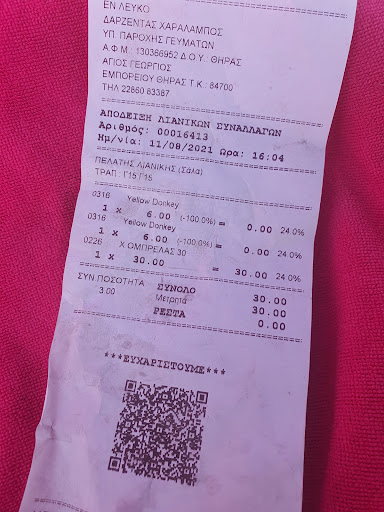 ΕΝ ΛΕΥΚΟ
ΔΑΡΖΕΝΤΑΣ ΧΑΡΑΛΑΜΠΟΣ
ΥΠ. ΠΑΡΟΧΗΣ ΓΕΥΜΑΤΩΝ
Α.Φ.Μ.: 130386952 Δ.Ο.Υ.: ΘΗΡΑΣ
ΑΓΙΟΣ ΓΕΩΡΓΙΟΣ
ΕΜΠΟΡΕΙΟΥ ΘΗΡΑΣ Τ.Κ.: 84700
ΤΗΛ 22860 83387
ΑΠΟΔΕΙΞΗ ΛΙΑΝΙΚΩΝ ΣΥΝΑΛΛΑΓΩΝ
Αριθμός: 00016413
Ημ/νία: 11/08/2021 Ωρα: 16:04
ΠΕΛΑΤΗΣ ΛΙΑΝΙΚΗΣ (Σάλα)
ΤΡΑΠ.: Γ15 Γ15
0316 Yellow Donkey
1 x 6.00 (-100.0%) = 0.00 24.0%
0316 Yellow Donkey
1 x 6.00 (-100.0%) = 0.00 24.0%
0226 Χ ΟΜΠΡΕΛΑΣ 30
1 x 30.00 = 30.00 24.0%
ΣΥΝ.ΠΟΣΟΤΗΤΑ ΣΥΝΟΛΟ 30.00
3.00 Μετρητά 30.00
ΡΕΣΤΑ 0.00
***ΕΥΧΑΡΙΣΤΟΥΜΕ***